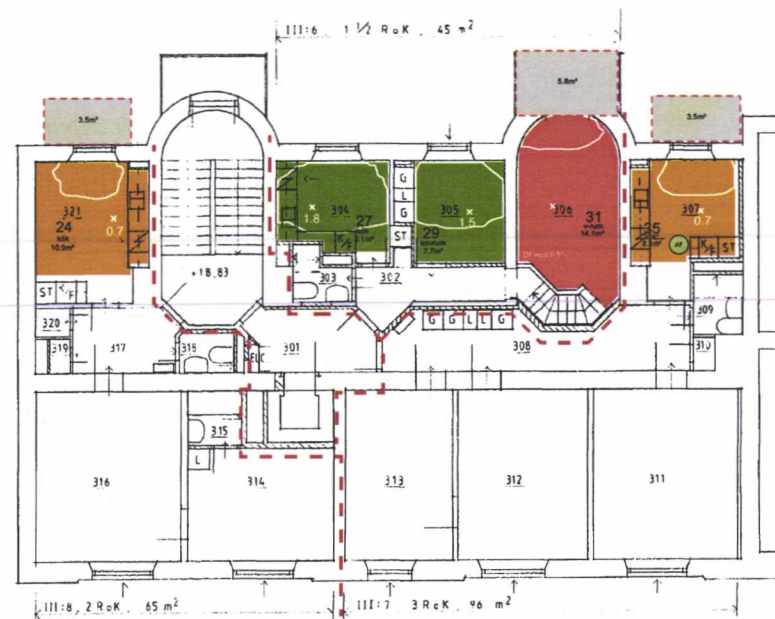 III:6 1 1/2 RoK 45 m²
5.8m²
3.5m²
3.5m²
321
24
kök
10.9m²
0.7
ST
K/F
+18,83
304
1.8
27
kök
K/F
G
L
G
ST
305
1.5
29
sovrum
7.7m²
306
31
v-rum
14.1m²
307
0.7
35
K/F
ST
303
302
309
320
319
317
318
ELC
301
G G L L G
308
310
315
L
316
314
313
312
311
III:8, 2 RoK 65 m²
III:7 3 RoK 96 m²